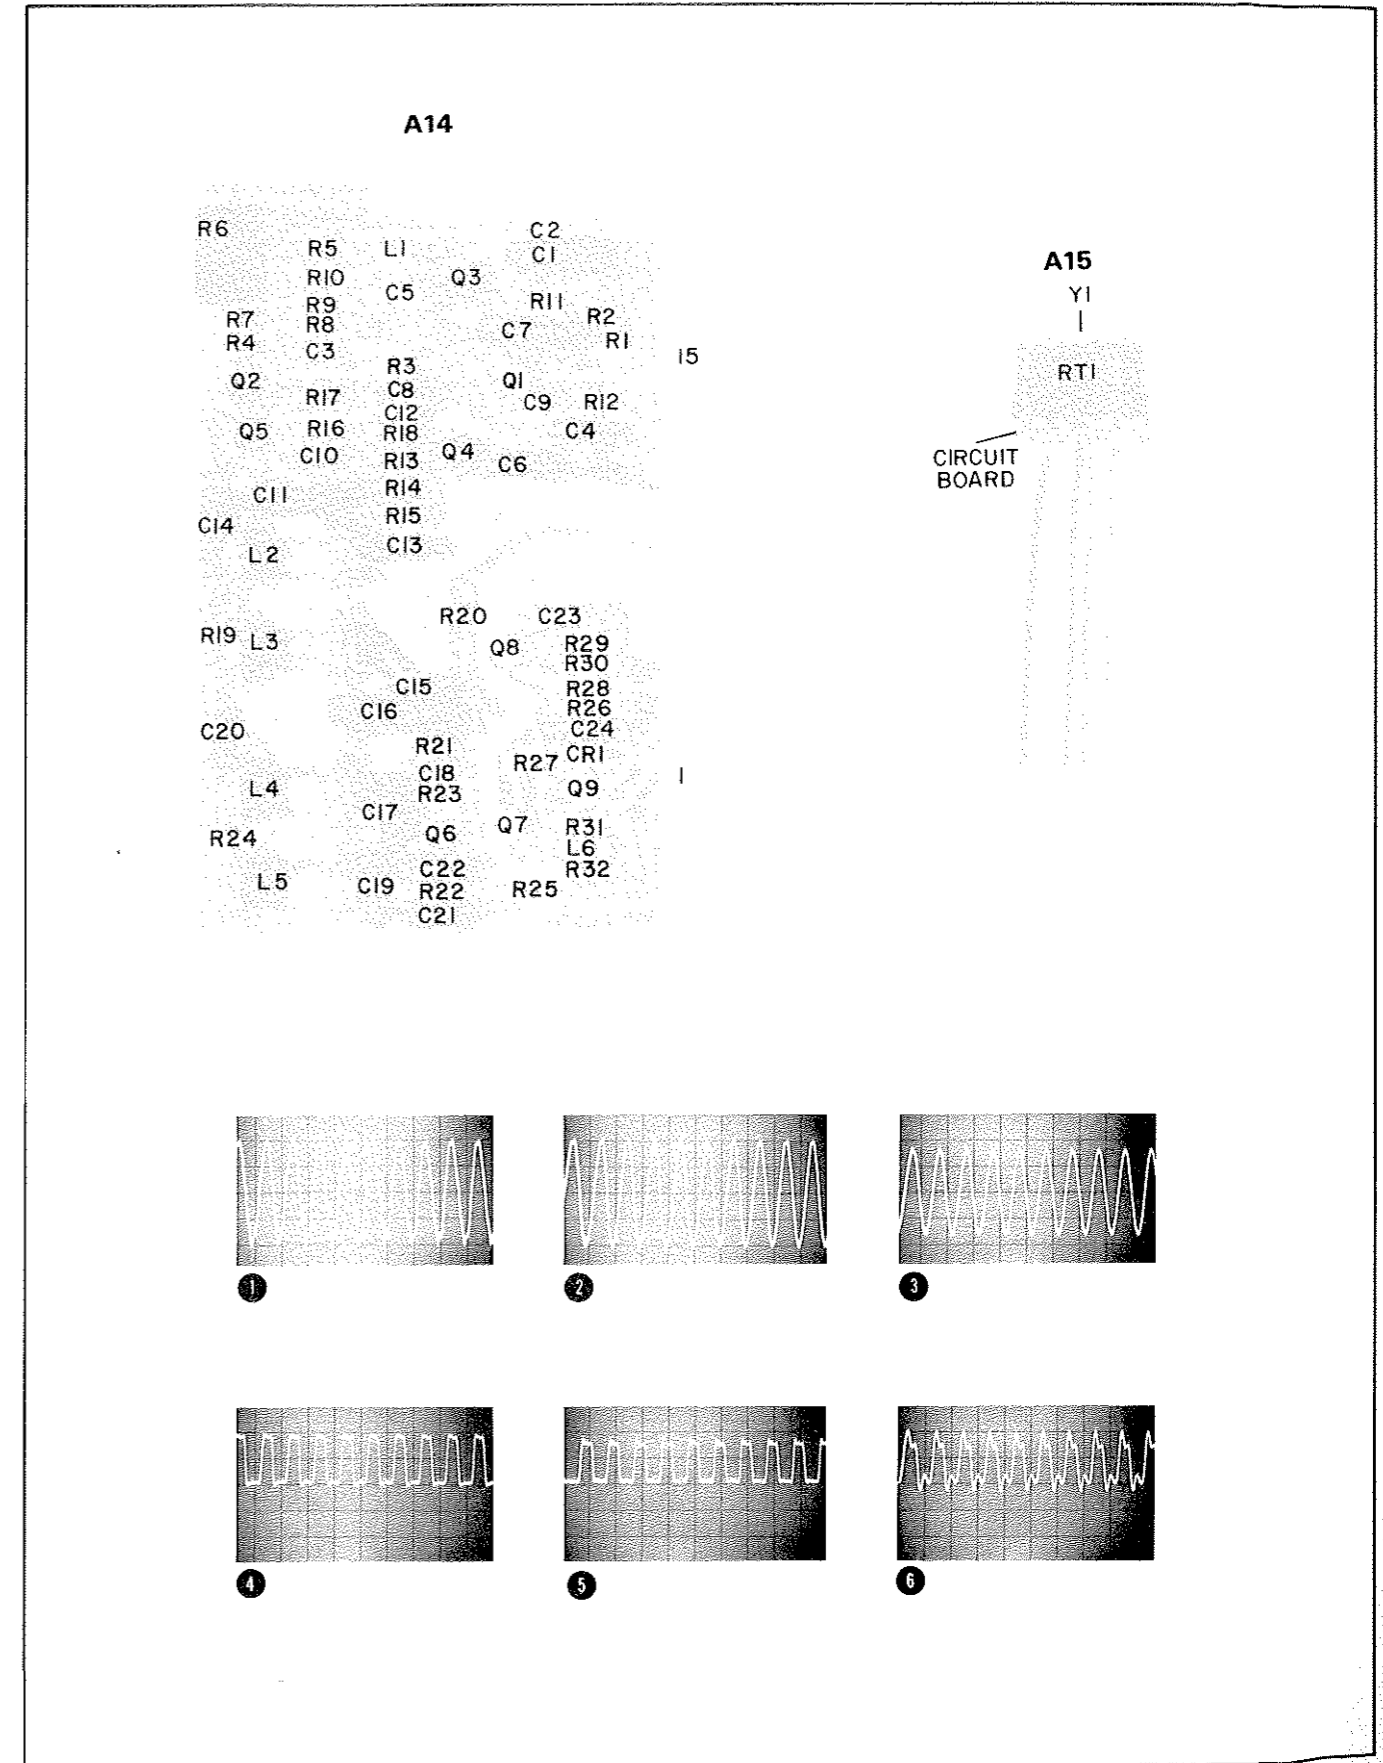 A14
R6
C2
R5 L1
C1
A15
R10
Q3
C5
Y1
R9
R11
R7
R8
C7
R2
R4
R1
C3
15
R3
RT1
Q2
C8
Q1
R17
C9
R12
C12
Q5
R16
R18
C4
C10
R13
Q4
C6
CIRCUIT
BOARD
R14
C11
R15
C14
C13
L2
R20
C23
R19
L3
Q8
R29
R30
C15
R28
C16
R26
C20
C24
R21
CR1
R27
C18
1
L4
R23
Q9
C17
Q7
R31
R24
Q6
L6
C22
R32
L5
C19
R22
R25
C21
1
2
3
4
5
6